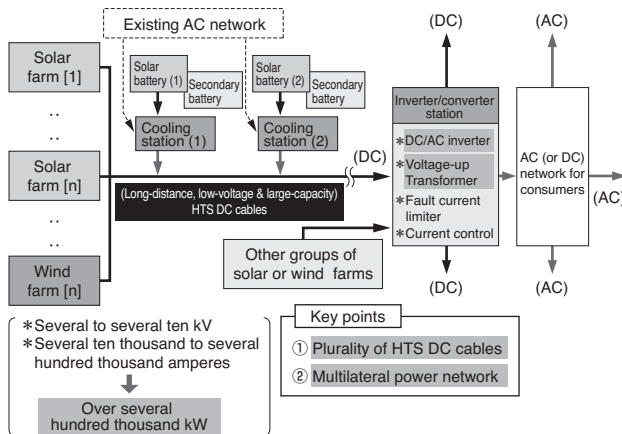 Existing AC network
(DC)
(AC)
Solar
farm [1]
Solar
battery (1)
Secondary
battery
Solar
battery (2)
Secondary
battery
Inverter/converter
station
Cooling
station (1)
Cooling
station (2)
‥
‥
Solar
farm [n]
(DC)
*DC/AC inverter
*Voltage-up
Transformer
*Fault current
limiter
*Current control
AC (or DC)
network for
consumers
(AC)
(Long-distance, low-voltage & large-capacity)
HTS DC cables
‥
‥
Other groups of
solar or wind farms
Wind
farm [n]
(DC)
(AC)
*Several to several ten kV
*Several ten thousand to several
hundred thousand amperes
Over several
hundred thousand kW
Key points
① Plurality of HTS DC cables
② Multilateral power network